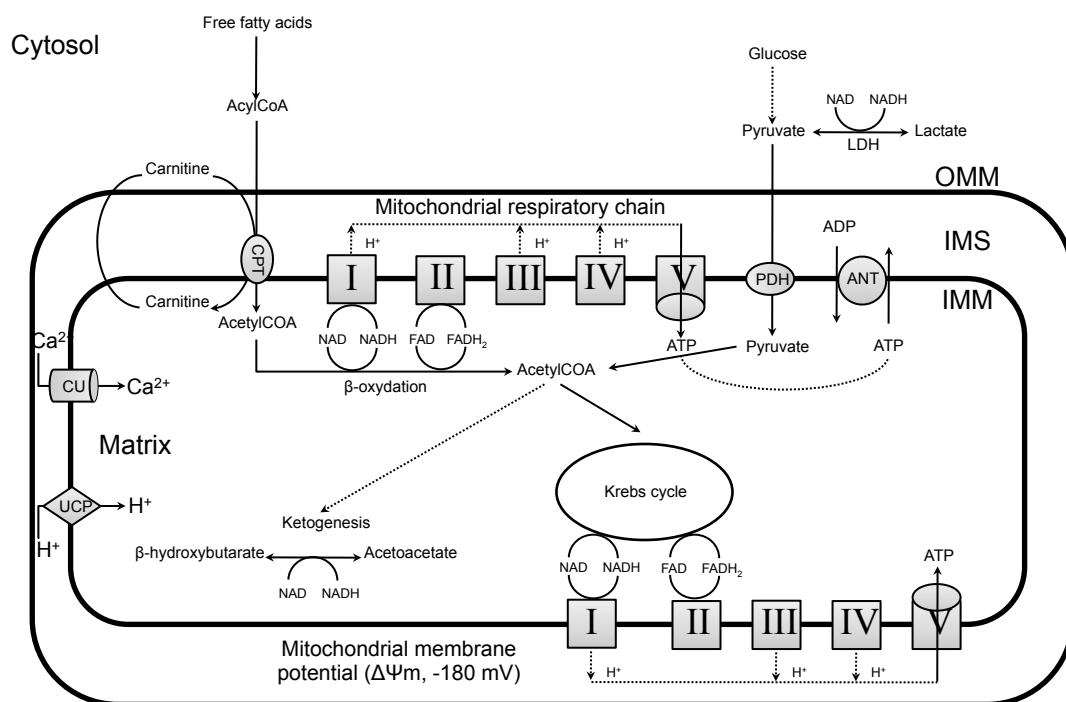 Free fatty acids
Cytosol
Glucose
AcylCoA
NAD NADH
Pyruvate
Lactate
LDH
Carnitine
OMM
Mitochondrial respiratory chain
ADP
IMS
H⁺
H⁺
H⁺
CPT
I
II
III
IV
V
PDH
ANT
IMM
Carnitine
AcetylCOA
NAD NADH
FAD FADH₂
ATP
Pyruvate
ATP
Ca²⁺
AcetylCOA
CU
Ca²⁺
β-oxydation
Matrix
Krebs cycle
UCP
H⁺
H⁺
Ketogenesis
β-hydroxybutarate
Acetoacetate
NAD NADH
NAD NADH
FAD FADH₂
ATP
I
II
III
IV
V
Mitochondrial membrane
potential (ΔΨm, -180 mV)
H⁺
H⁺
H⁺